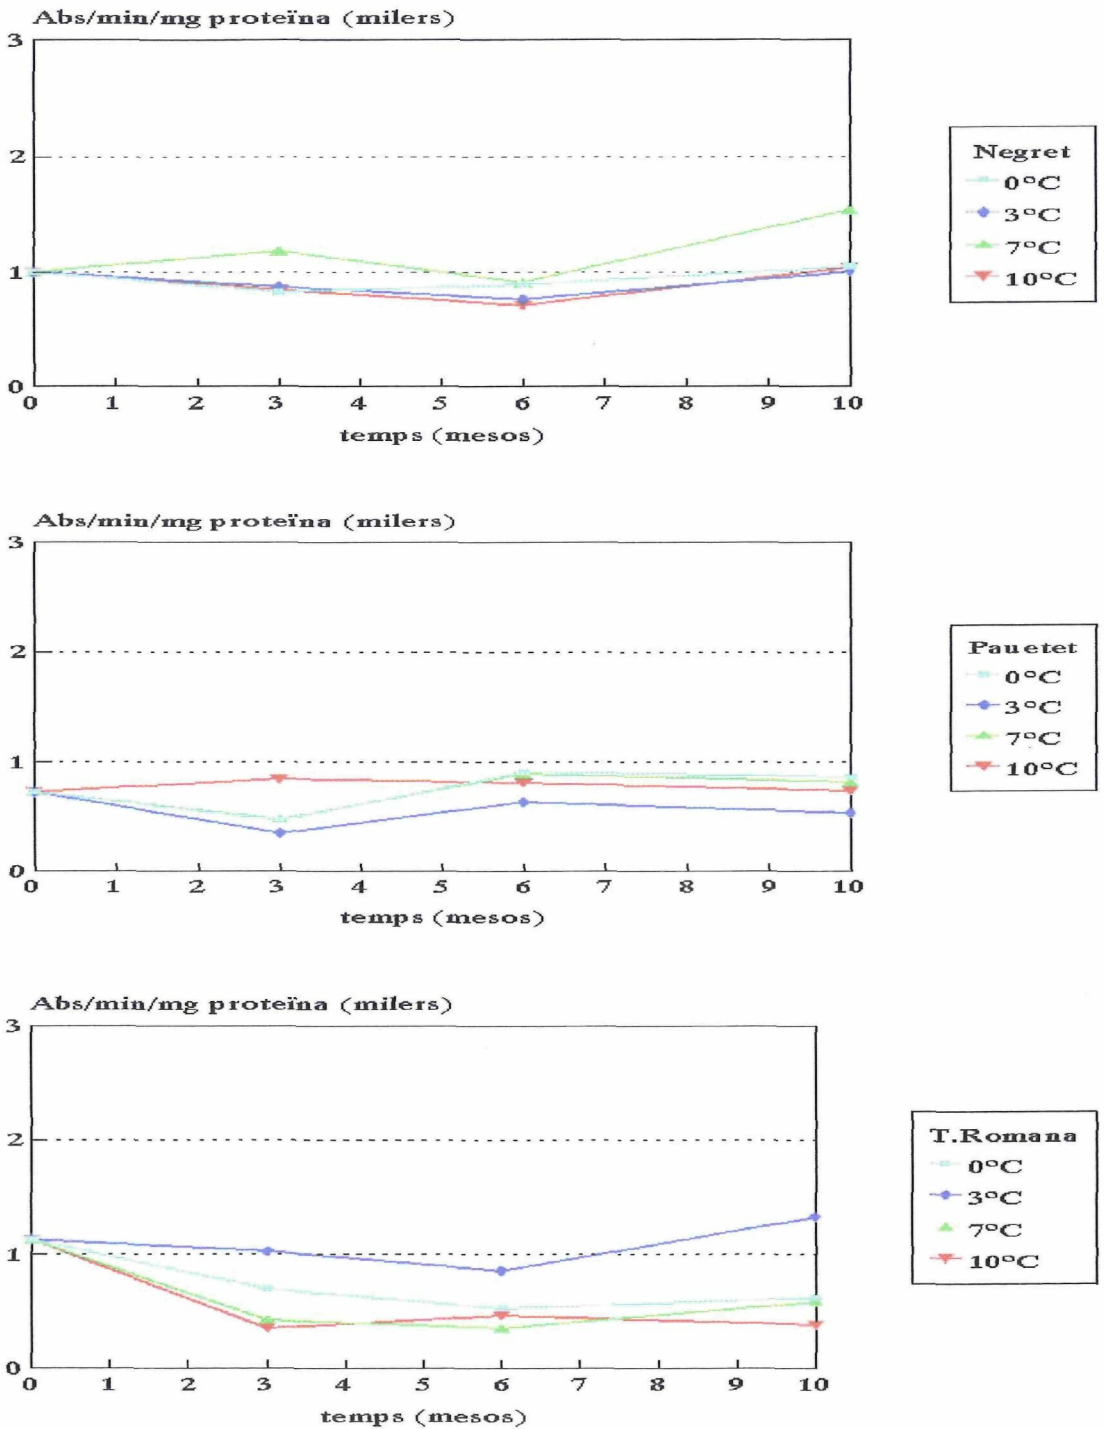 Abs/min/mg proteïna (milers)
3
2
1
0
0 1 2 3 4 5 6 7 8 9 10
temps (mesos)
Negret
0°C
3°C
7°C
10°C
Abs/min/mg proteïna (milers)
3
2
1
0
0 1 2 3 4 5 6 7 8 9 10
temps (mesos)
Pauetet
0°C
3°C
7°C
10°C
Abs/min/mg proteïna (milers)
3
2
1
0
0 1 2 3 4 5 6 7 8 9 10
temps (mesos)
T.Romana
0°C
3°C
7°C
10°C